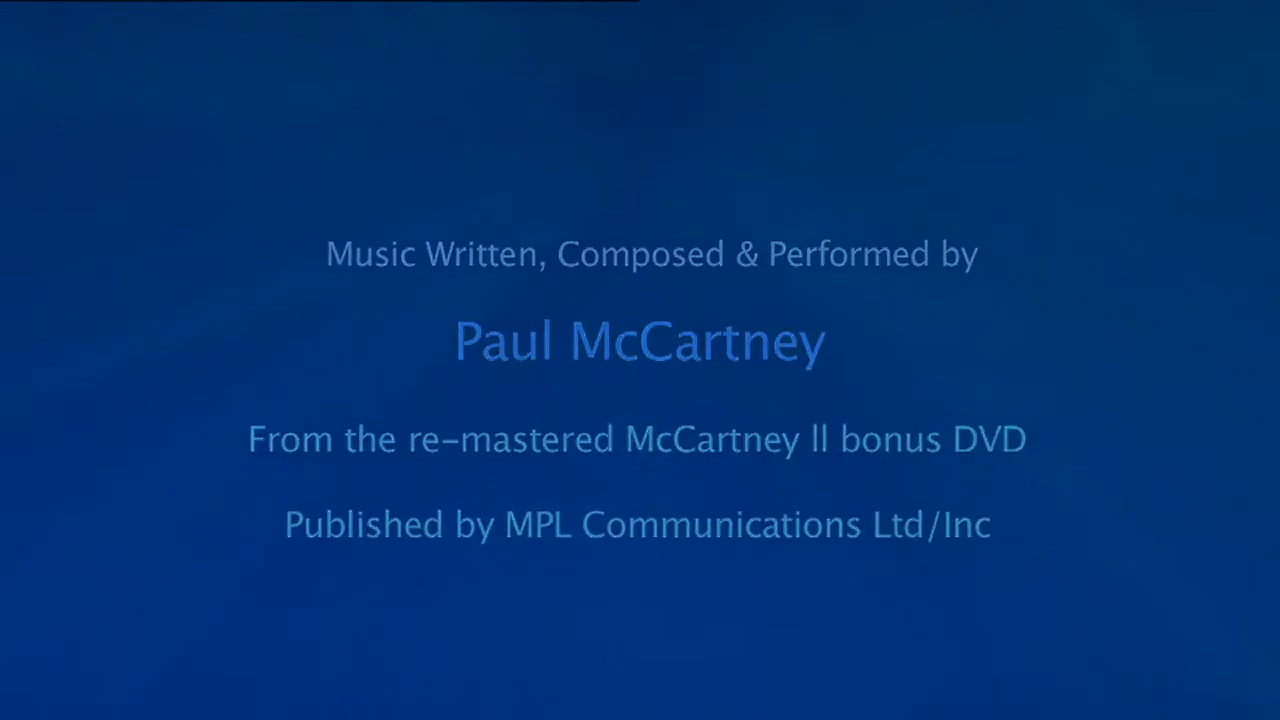 Music Written, Composed & Performed by
Paul McCartney
From the re-mastered McCartney ll bonus DVD
Published by MPL Communications Ltd/Inc